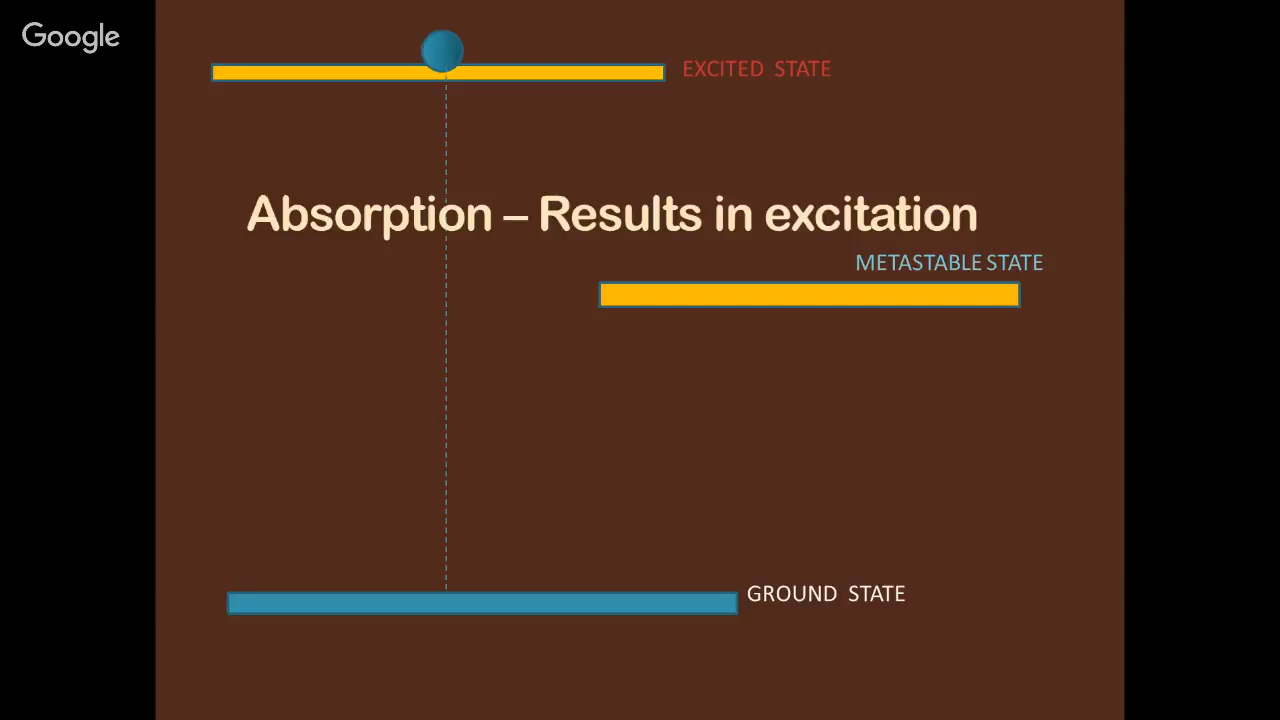 Google
EXCITED STATE
Absorption – Results in excitation
METASTABLE STATE
GROUND STATE